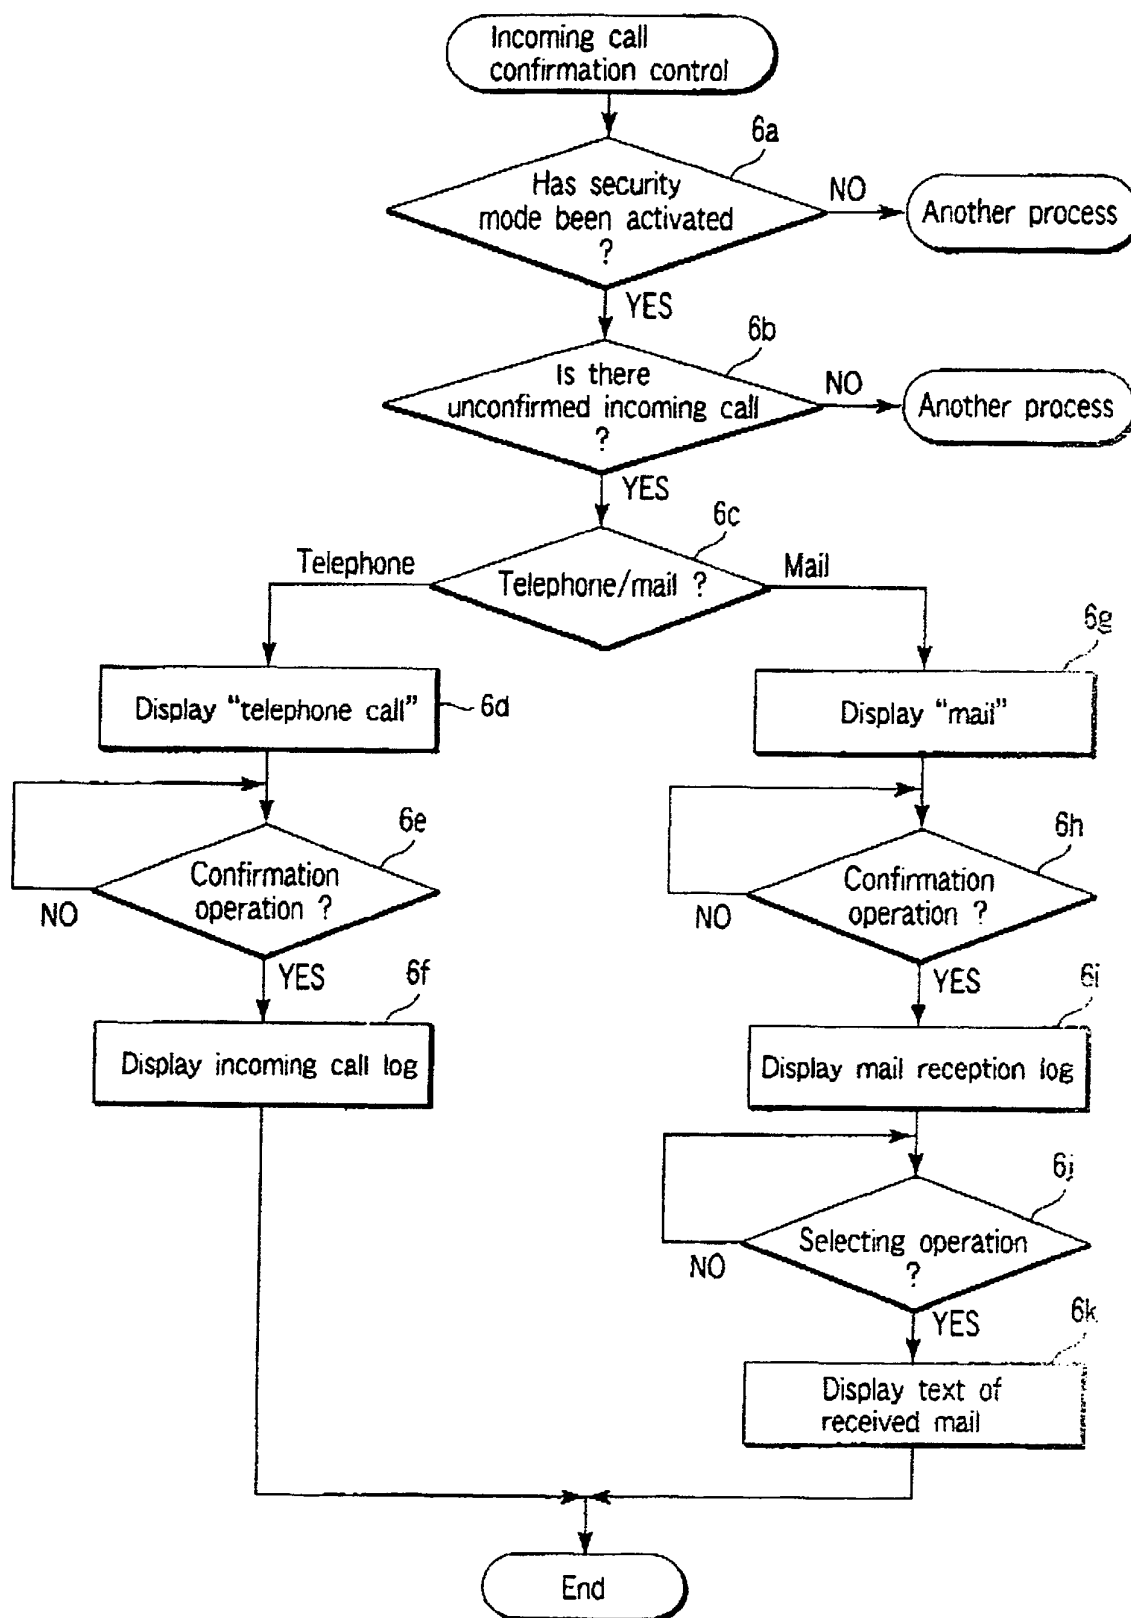 Incoming call
confirmation control
6a
Has security
mode been activated
?
NO
Another process
YES
6b
Is there
unconfirmed incoming call
?
NO
Another process
YES
6c
Telephone
Telephone/mail ?
Mail
6g
Display “telephone call”
6d
Display “mail”
6e
Confirmation
operation ?
NO
6h
Confirmation
operation ?
NO
YES
6f
YES
6i
Display incoming call log
Display mail reception log
6j
Selecting operation
?
NO
YES
6k
Display text of
received mail
End